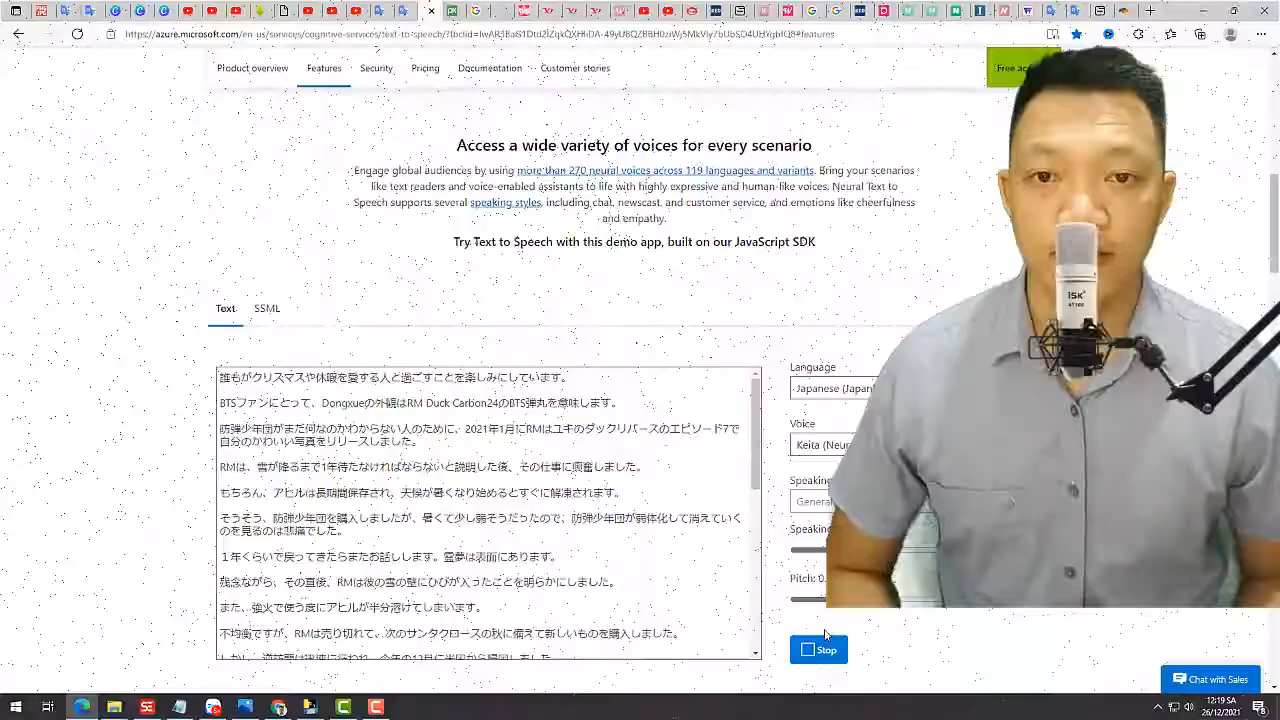 Product over
Features
Secur
Documentation
Customer stories
Free acc
Access a wide variety of voices for every scenario
Engage global audiences by using more than 270 neural voices across 119 languages and variants. Bring your scenarios
like text readers and voice-enabled assistants to life with highly expressive and human-like voices. Neural Text to
Speech supports several speaking styles, including chat, newscast, and customer service, and emotions like cheerfulness
and empathy.
Try Text to Speech with this demo app, built on our JavaScript SDK
Text
SSML
誰もがクリスマスや休暇を愛する人と過ごすことを楽しみにしています。
BTSファンにとって、Dongxueの外観はRM Duck Carbon24のBTS弾丸を意味します。
防弾少年団がまだ何なのかわからない人のために、2021年1月にRMはユキのダックリバースのエピソード7で
自分のかわいい写真をリリースしました。
RMは、雪が降るまで1年待たなければならないと説明した後、その仕事に興奮しました。
もちろん、アヒルは長時間保存され、天候が暑くなり始めるとすぐに解凍されます。
そうそう、防弾少年団を購入しましたが、暑くて少し弱そうだったので、防弾少年団が弱体化して消えていく
のを見るのは悲痛でした。
1年くらいで戻ってきたらまたお話しします。霊夢は表面にあります。
残念ながら、その直後、RMは彼の雪の壁にひびが入ったことを明らかにしました。
また、強火で使う度にアヒルが半分溶けてしまいます。
不均衡ですが、RMは売り切れて、次のサンタクロースの秋に備えて新しいものを購入しました。
Language
Japanese (Japan
Voice
Keita (Neur
Speaking
General
Speakin
Pitch: 0.
Stop
Chat with Sales
iSK
AT100
12:19 SA
26/12/2021